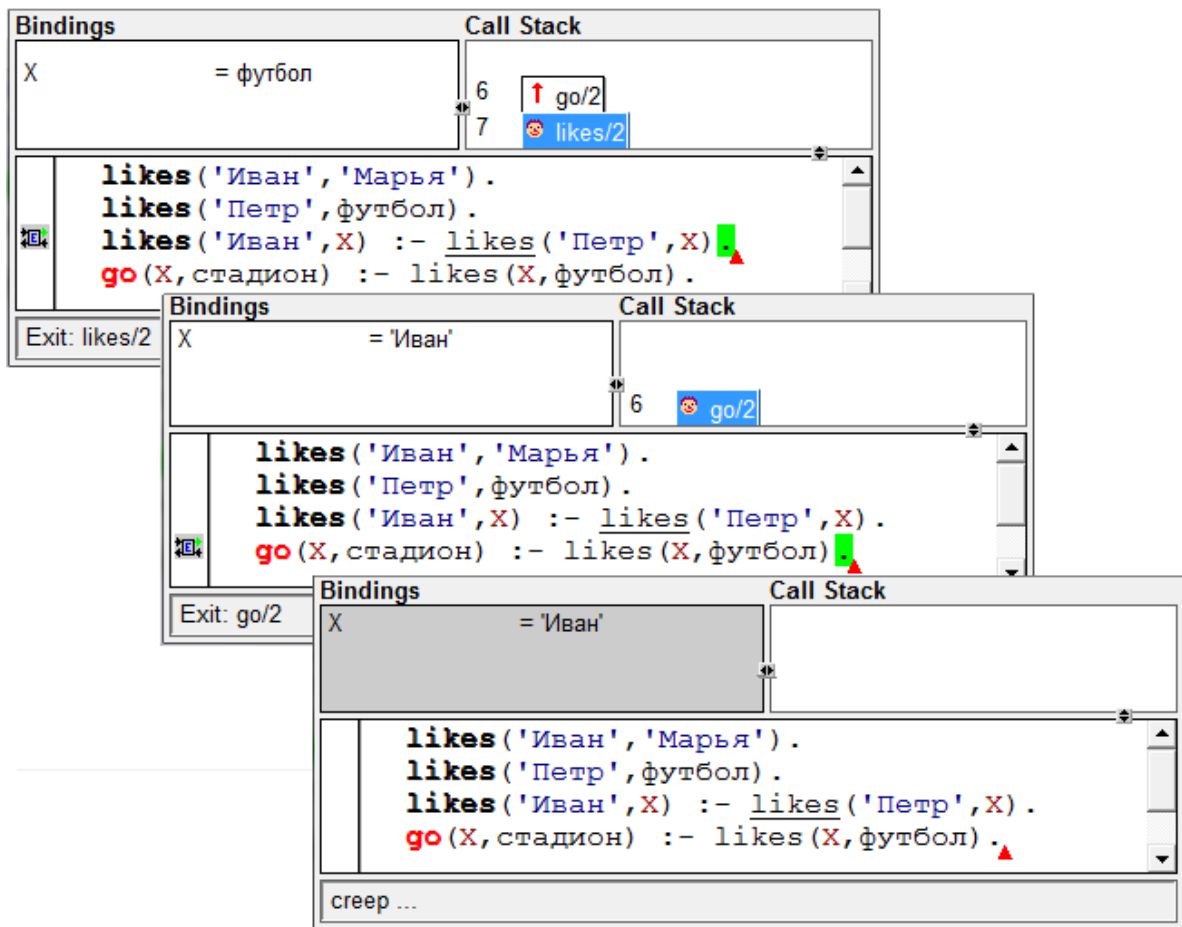 Bindings Call Stack
X = футбол
6 go/2
7 likes/2
likes('Иван','Марья').
likes('Петр',футбол).
likes('Иван',X) :- likes('Петр',X).
go(X,стадион) :- likes(X,футбол).
Exit: likes/2
Bindings Call Stack
X = 'Иван'
6 go/2
likes('Иван','Марья').
likes('Петр',футбол).
likes('Иван',X) :- likes('Петр',X).
go(X,стадион) :- likes(X,футбол).
Exit: go/2
Bindings Call Stack
X = 'Иван'
likes('Иван','Марья').
likes('Петр',футбол).
likes('Иван',X) :- likes('Петр',X).
go(X,стадион) :- likes(X,футбол).
creep ...